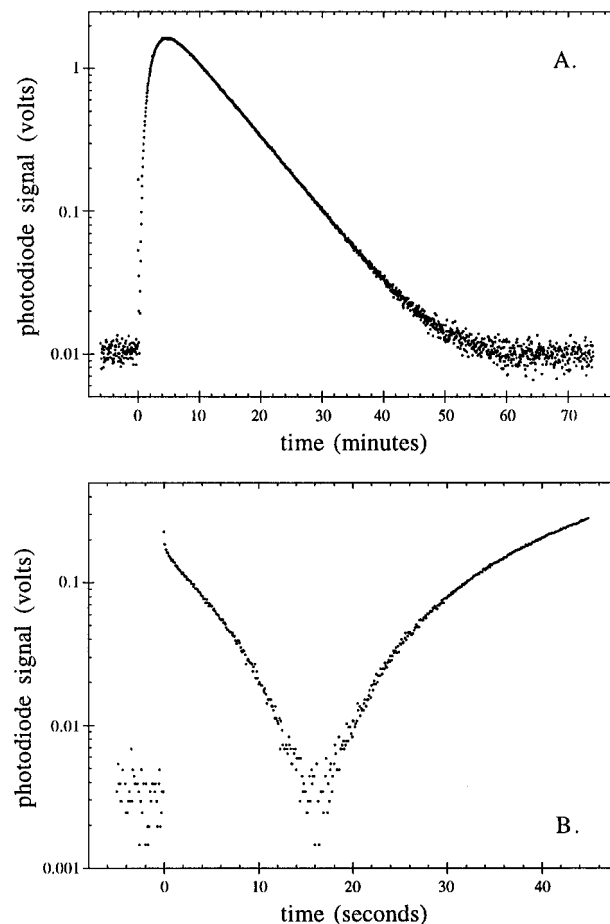 A.
1
0.1
0.01
photodiode signal (volts)
0 10 20 30 40 50 60 70
time (minutes)
0.1
0.01
0.001
photodiode signal (volts)
B.
0 10 20 30 40
time (seconds)